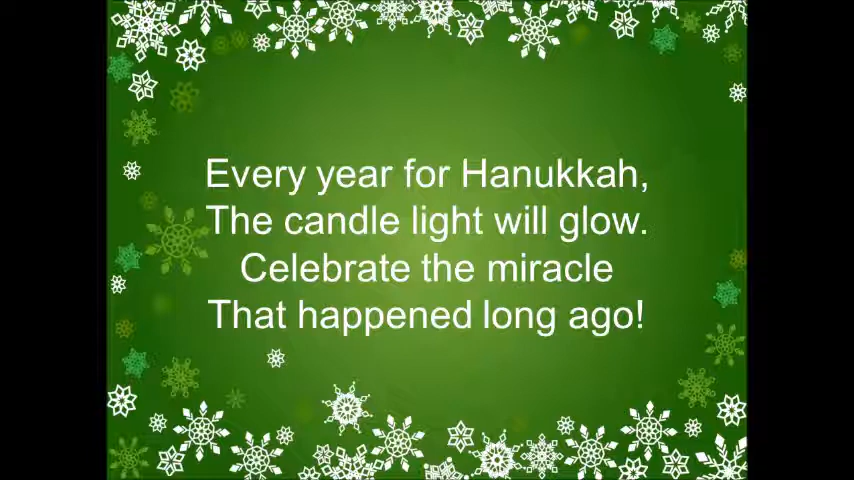 Every year for Hanukkah,
The candle light will glow.
Celebrate the miracle
That happened long ago!